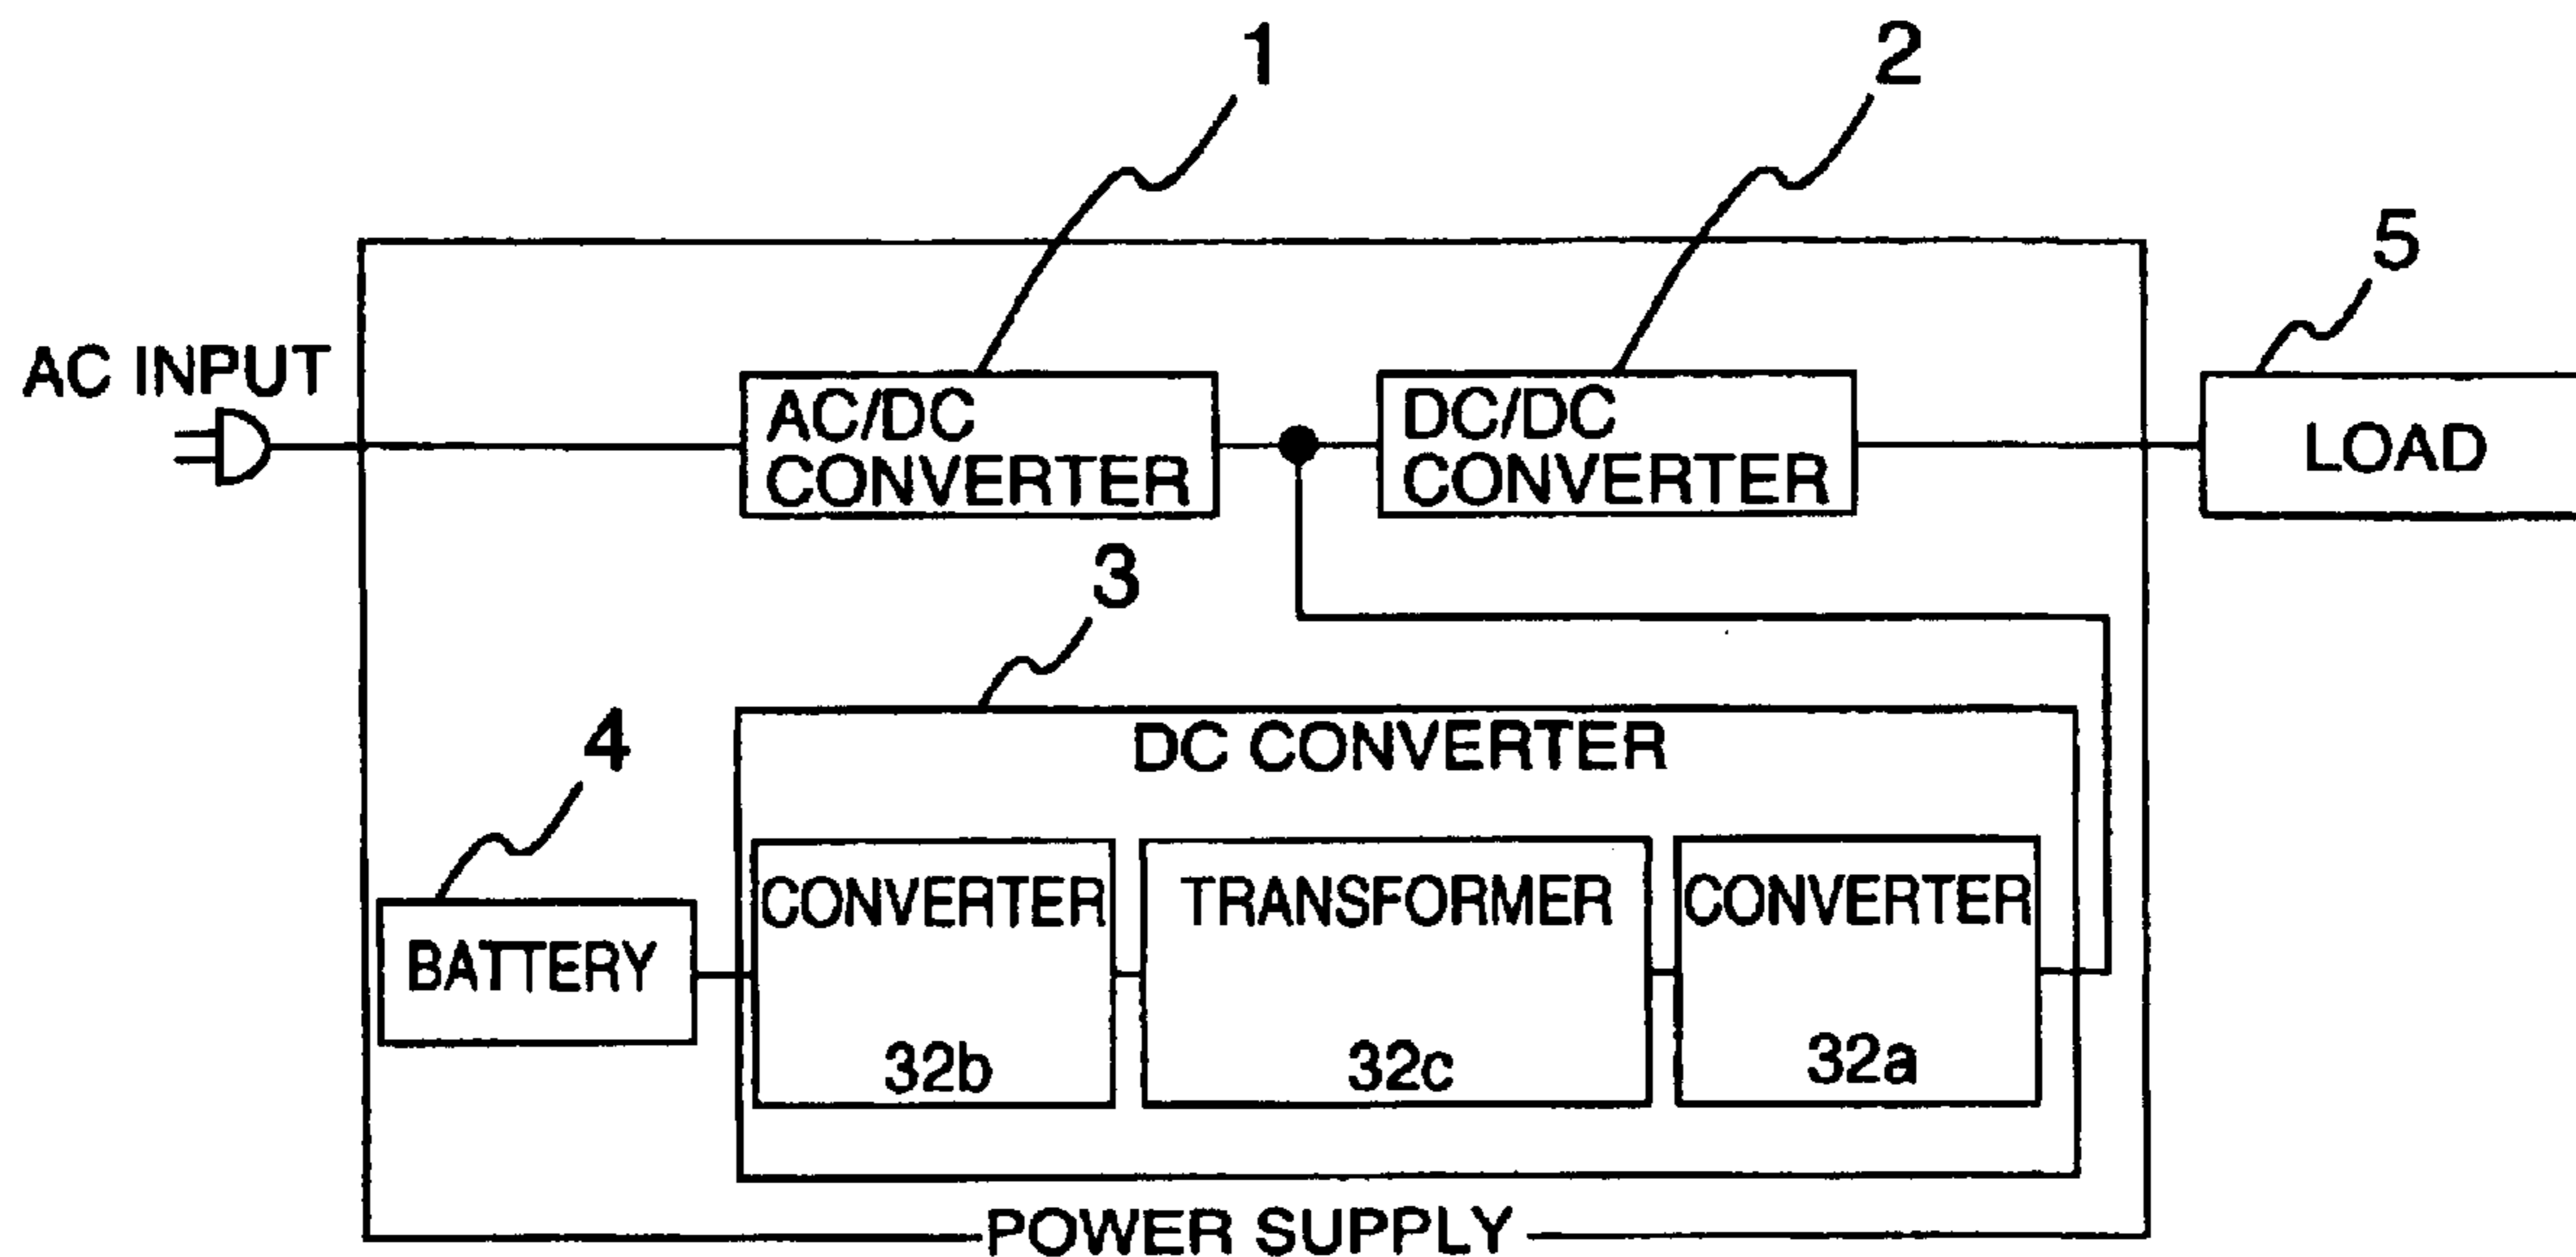 1
2
5
AC INPUT
AC/DC
CONVERTER
DC/DC
CONVERTER
LOAD
3
DC CONVERTER
4
BATTERY
CONVERTER
32b
TRANSFORMER
32c
CONVERTER
32a
POWER SUPPLY